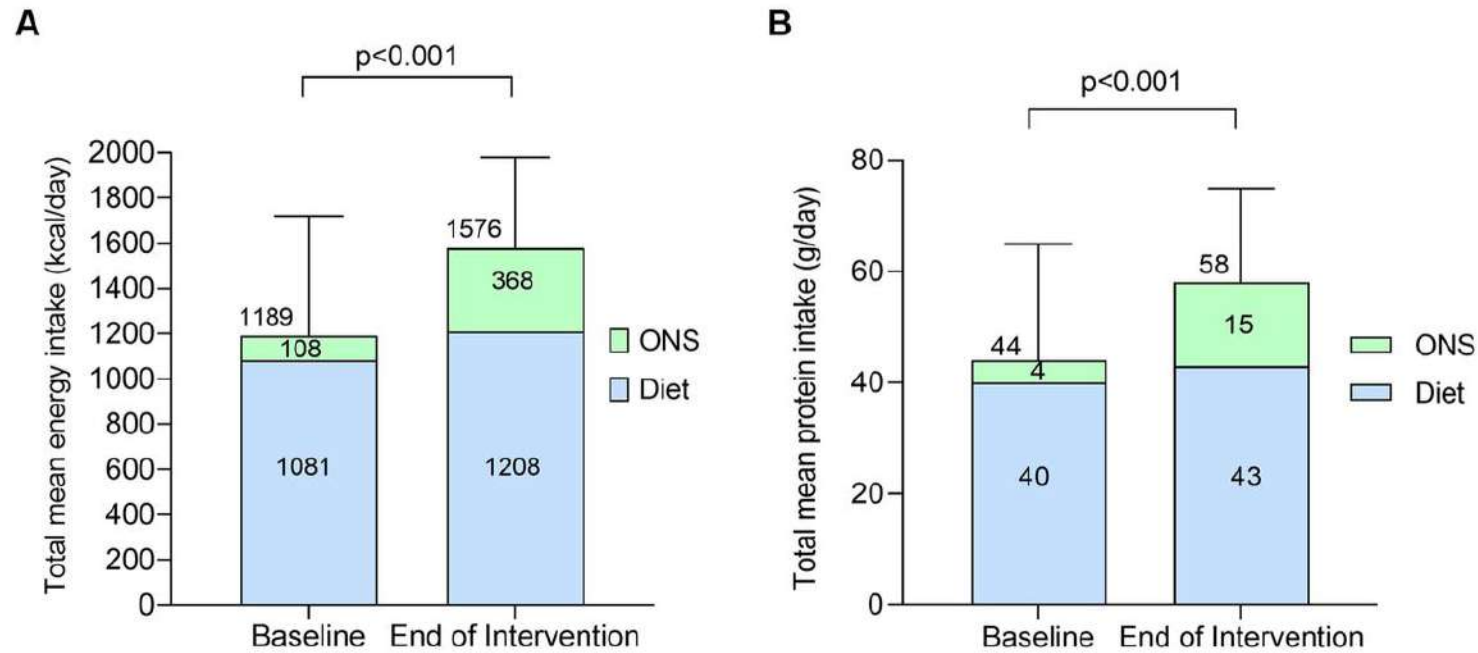 A
p<0.001
Total mean energy intake (kcal/day)
2000
1800
1600
1400
1200
1000
800
600
400
200
0
1189
108
1081
1576
368
1208
ONS
Diet
Baseline
End of Intervention
B
p<0.001
Total mean protein intake (g/day)
80
60
40
20
0
44
4
40
58
15
43
ONS
Diet
Baseline
End of Intervention